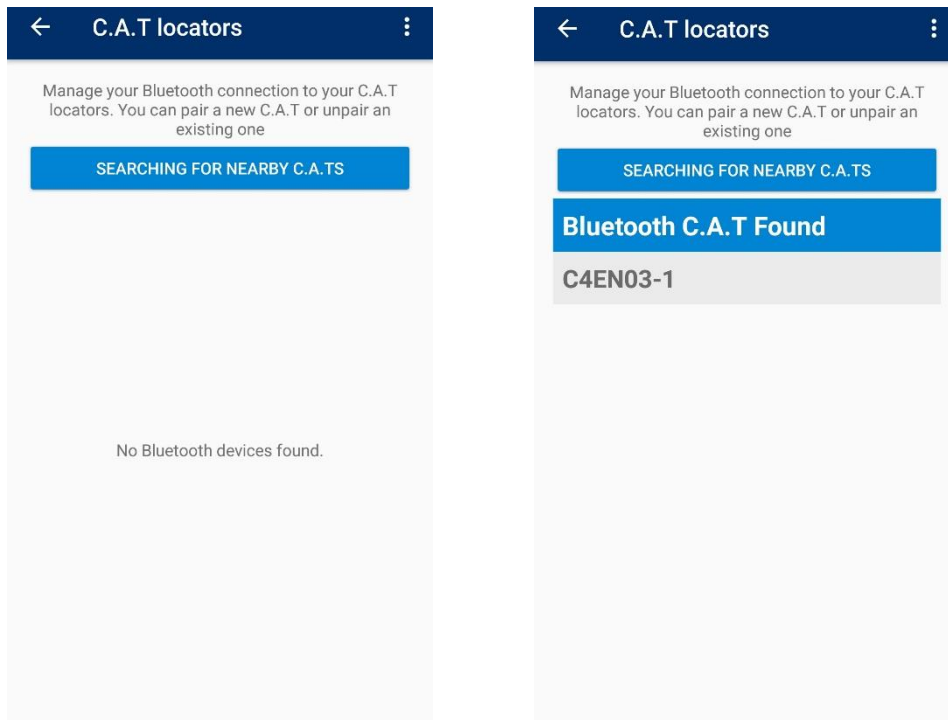 C.A.T locators
Manage your Bluetooth connection to your C.A.T
locators. You can pair a new C.A.T or unpair an
existing one
SEARCHING FOR NEARBY C.A.TS
No Bluetooth devices found.
C.A.T locators
Manage your Bluetooth connection to your C.A.T
locators. You can pair a new C.A.T or unpair an
existing one
SEARCHING FOR NEARBY C.A.TS
Bluetooth C.A.T Found
C4EN03-1